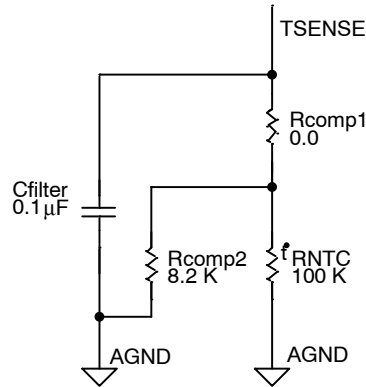 TSENSE
Rcomp1
0.0
Cfilter
0.1µF
Rcomp2
8.2 K
t° RNTC
100 K
AGND
AGND